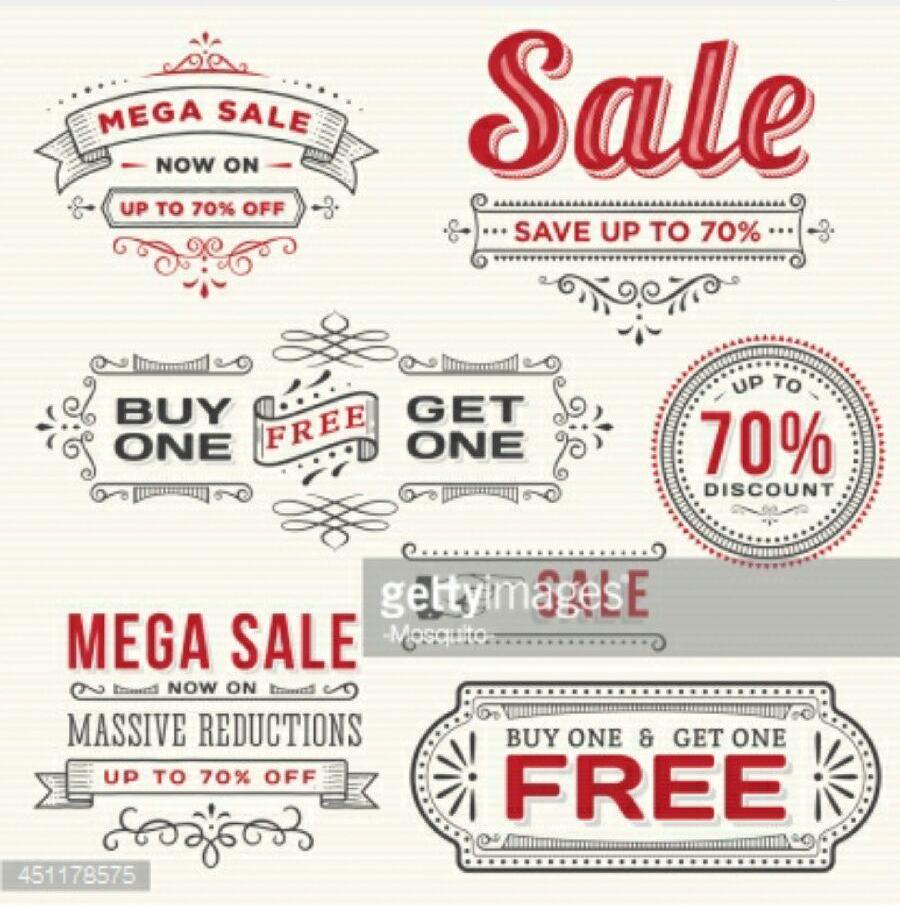 MEGA SALE
NOW ON
UP TO 70% OFF
Sale
SAVE UP TO 70%
BUY ONE
FREE
GET ONE
UP TO
70%
DISCOUNT
SALE
gettyimages
-Mosquito-
MEGA SALE
NOW ON
MASSIVE REDUCTIONS
UP TO 70% OFF
BUY ONE & GET ONE
FREE
451178575